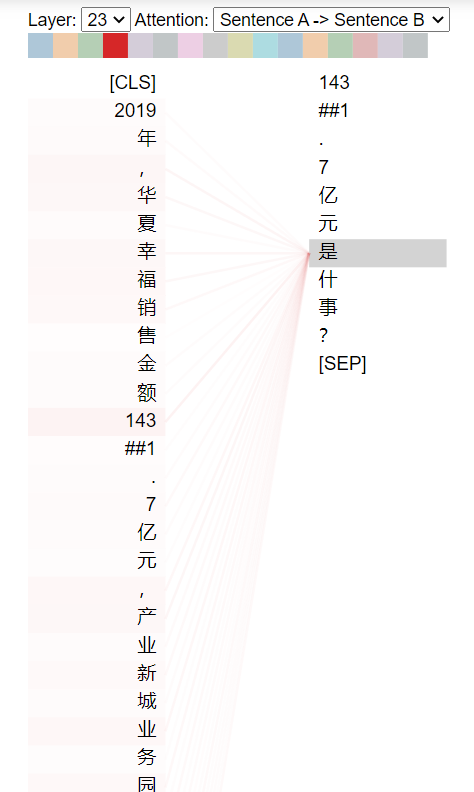 Layer: 23 Attention: Sentence A -> Sentence B
[CLS]
2019
年
,
华
夏
幸
福
销
售
金
额
143
##1
.
7
亿
元
,
产
业
新
城
业
务
园
143
##1
.
7
亿
元
是
什
事
?
[SEP]